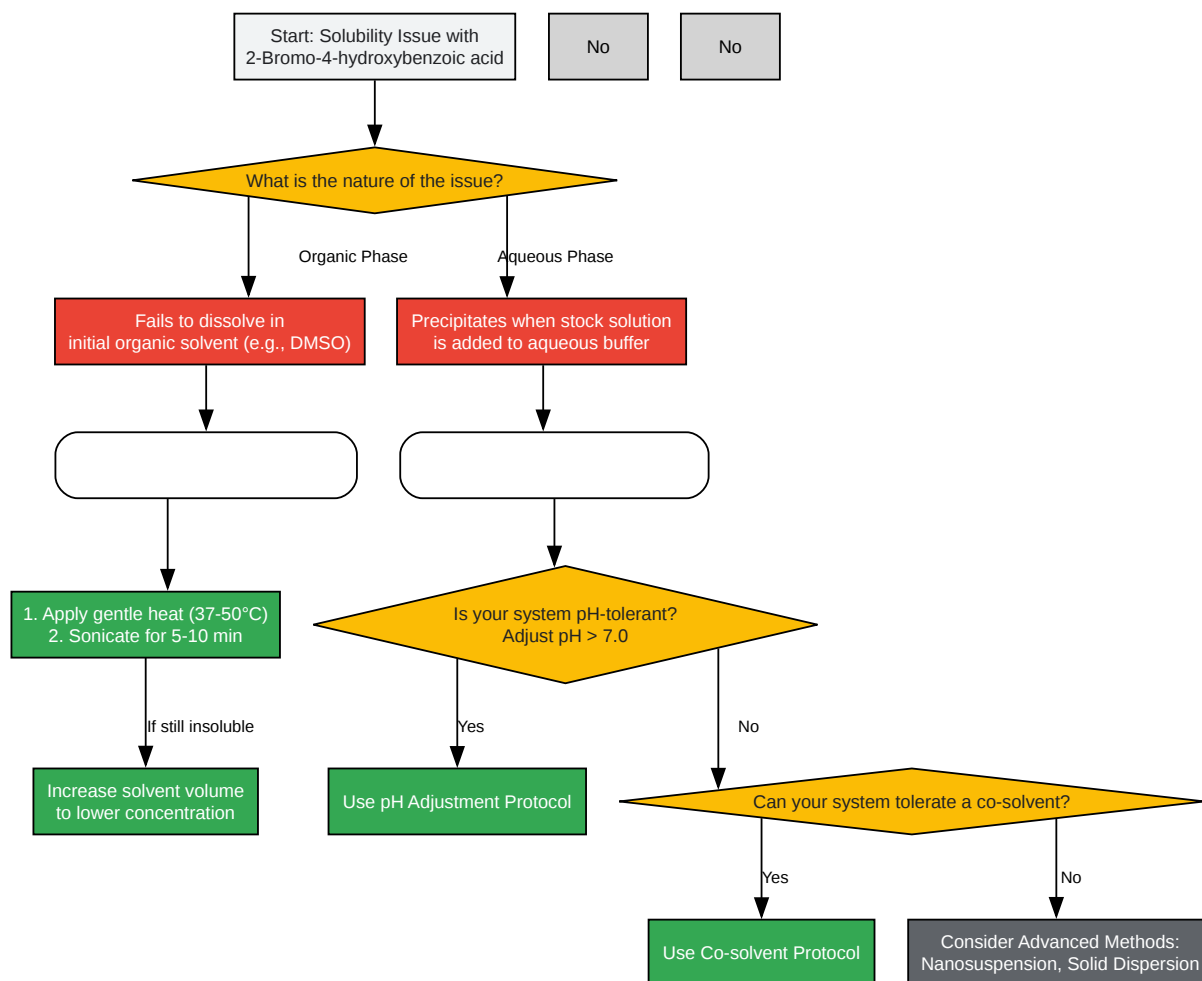 Start: Solubility Issue with
2-Bromo-4-hydroxybenzoic acid
No
No
What is the nature of the issue?
Organic Phase
Aqueous Phase
Fails to dissolve in
initial organic solvent (e.g., DMSO)
Precipitates when stock solution
is added to aqueous buffer
1. Apply gentle heat (37-50°C)
2. Sonicate for 5-10 min
Is your system pH-tolerant?
Adjust pH > 7.0
If still insoluble
Yes
No
Increase solvent volume
to lower concentration
Use pH Adjustment Protocol
Can your system tolerate a co-solvent?
Yes
No
Use Co-solvent Protocol
Consider Advanced Methods:
Nanosuspension, Solid Dispersion